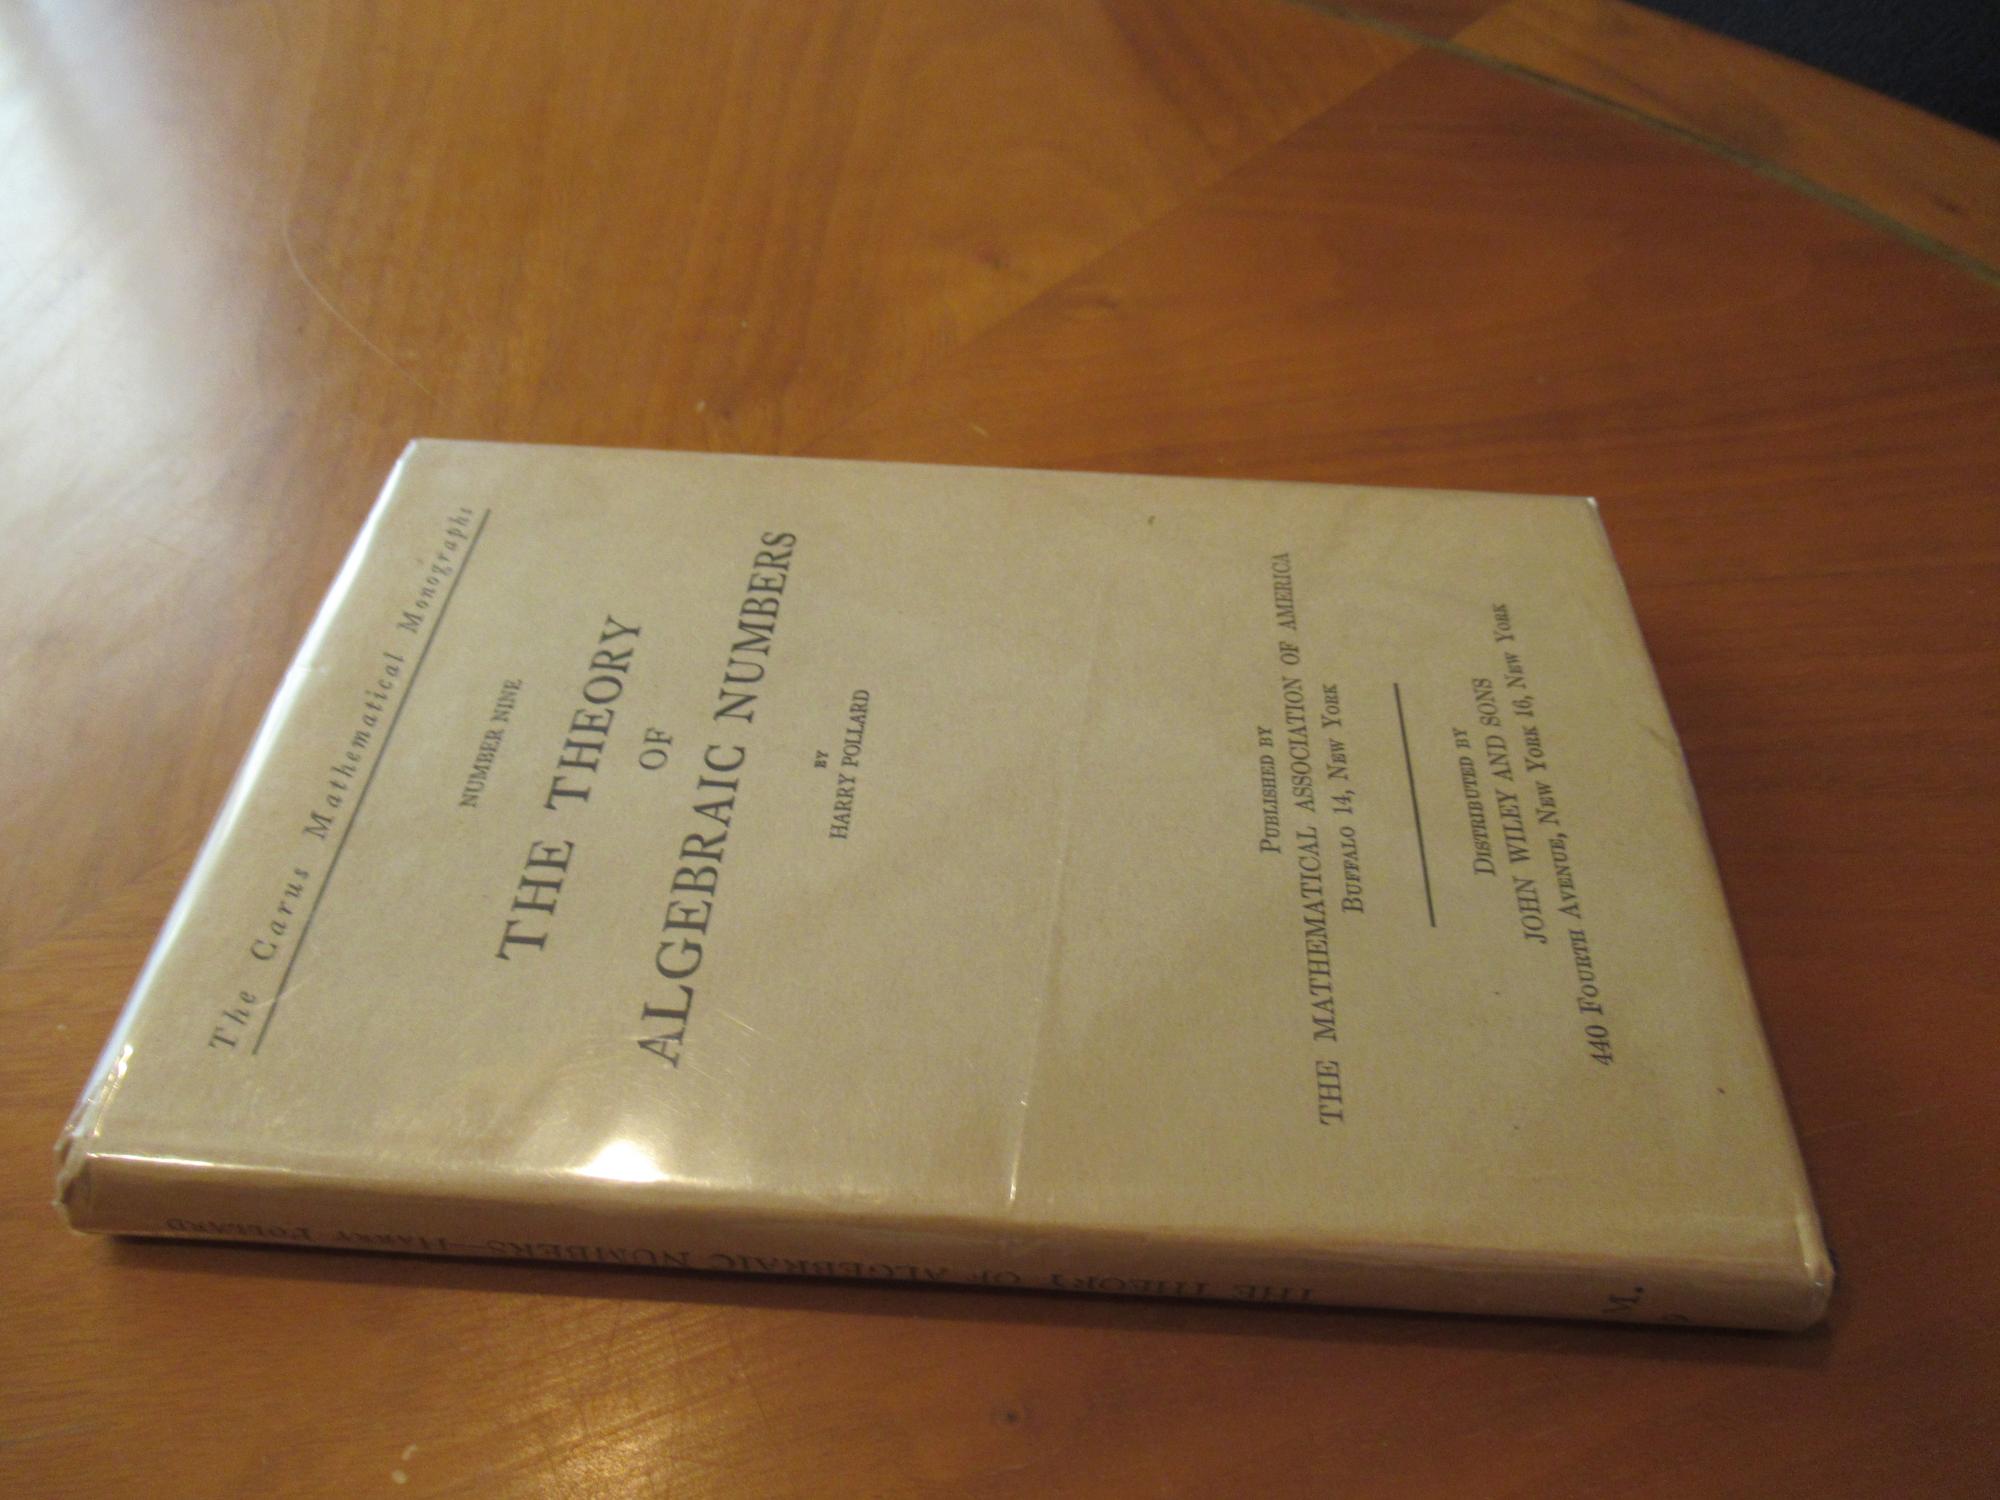 The Carus Mathematical Monographs
NUMBER NINE
THE THEORY
OF
ALGEBRAIC NUMBERS
BY
HARRY POLLARD
PUBLISHED BY
THE MATHEMATICAL ASSOCIATION OF AMERICA
BUFFALO 14, NEW YORK
DISTRIBUTED BY
JOHN WILEY AND SONS
440 FOURTH AVENUE, NEW YORK 16, NEW YORK
THE THEORY OF ALGEBRAIC NUMBERS—HARRY POLLARD
M.